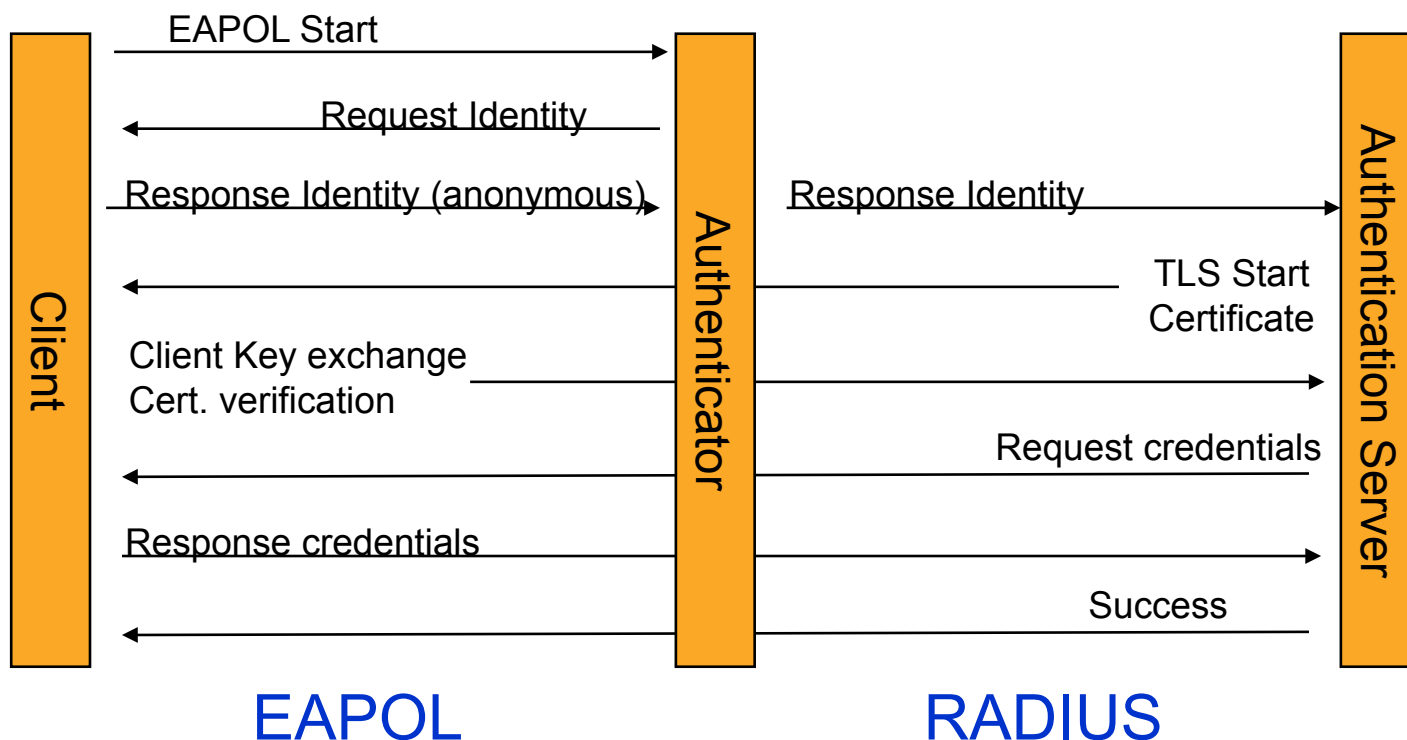 EAPOL Start
Request Identity
Response Identity (anonymous)
Response Identity
TLS Start
Certificate
Client Key exchange
Cert. verification
Request credentials
Response credentials
Success
Client
Authenticator
Authentication Server
EAPOL
RADIUS